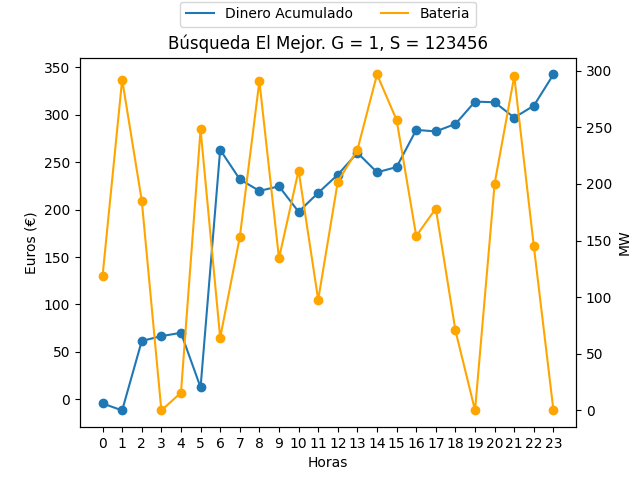 Dinero Acumulado Bateria
Búsqueda El Mejor. G = 1, S = 123456
350
300
250
200
150
100
50
0
Euros (€)
300
250
200
150
100
50
0
MW
0 1 2 3 4 5 6 7 8 9 10 11 12 13 14 15 16 17 18 19 20 21 22 23
Horas